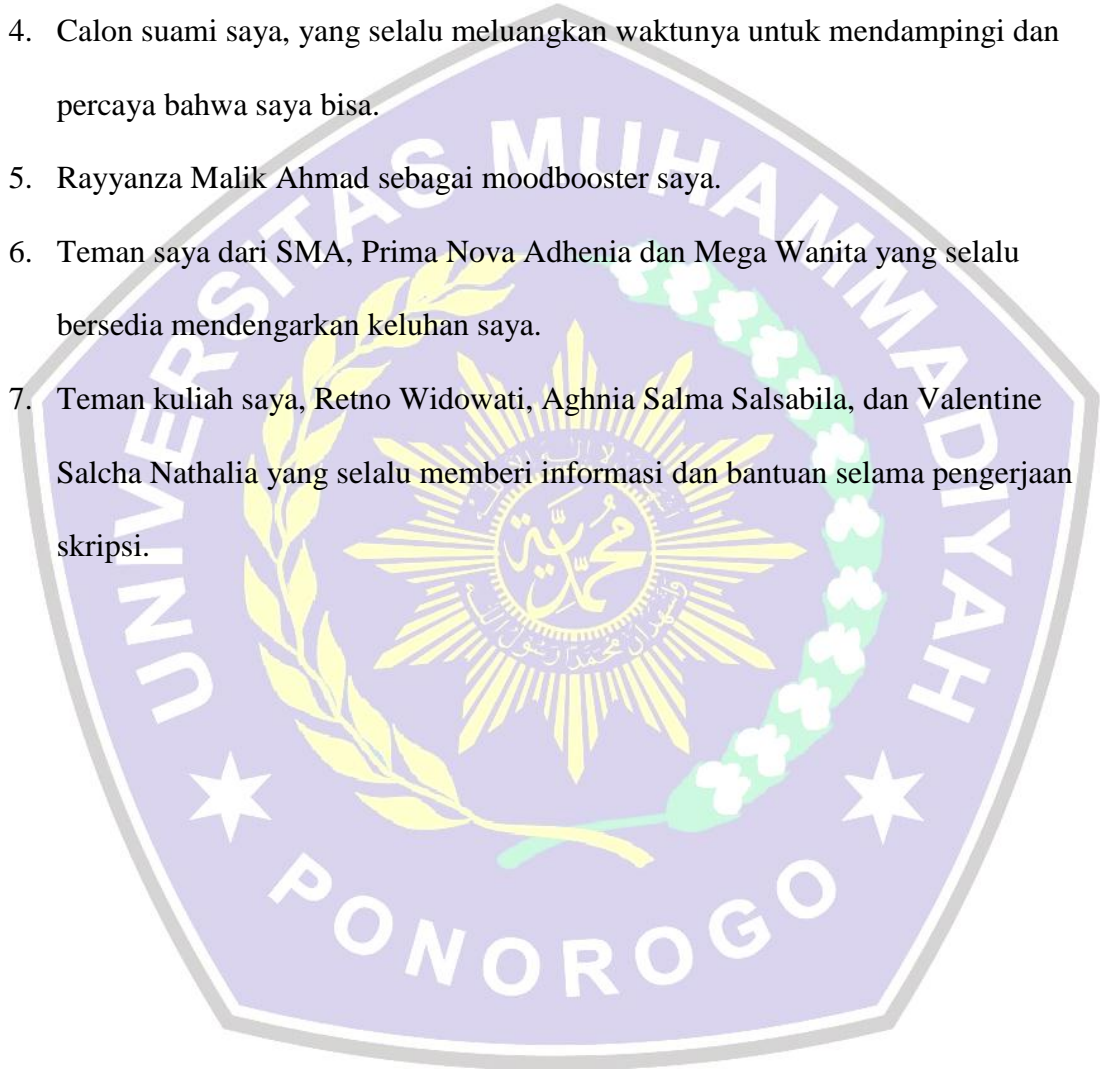 4. Calon suami saya, yang selalu meluangkan waktunya untuk mendampingi dan
percaya bahwa saya bisa.
5. Rayyanza Malik Ahmad sebagai moodbooster saya.
6. Teman saya dari SMA, Prima Nova Adhenia dan Mega Wanita yang selalu
bersedia mendengarkan keluhan saya.
7. Teman kuliah saya, Retno Widowati, Aghnia Salma Salsabila, dan Valentine
Salcha Nathalia yang selalu memberi informasi dan bantuan selama pengerjaan
skripsi.
UNIVERSITAS MUHAMMADIYAH
PONOROGO